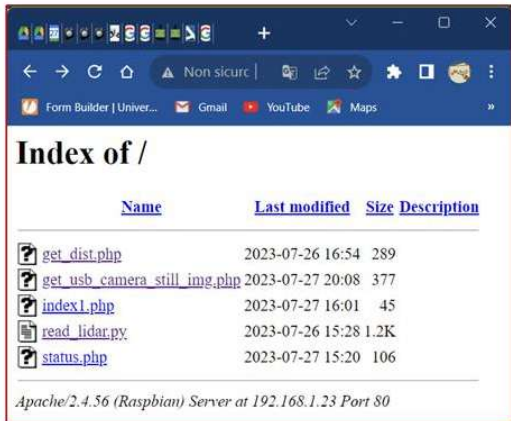 Non sicurc
Form Builder | Univer... Gmail YouTube Maps »
Index of /
Name Last modified Size Description
get_dist.php 2023-07-26 16:54 289
get_usb_camera_still_img.php 2023-07-27 20:08 377
index1.php 2023-07-27 16:01 45
read_lidar.py 2023-07-26 15:28 1.2K
status.php 2023-07-27 15:20 106
Apache/2.4.56 (Raspbian) Server at 192.168.1.23 Port 80